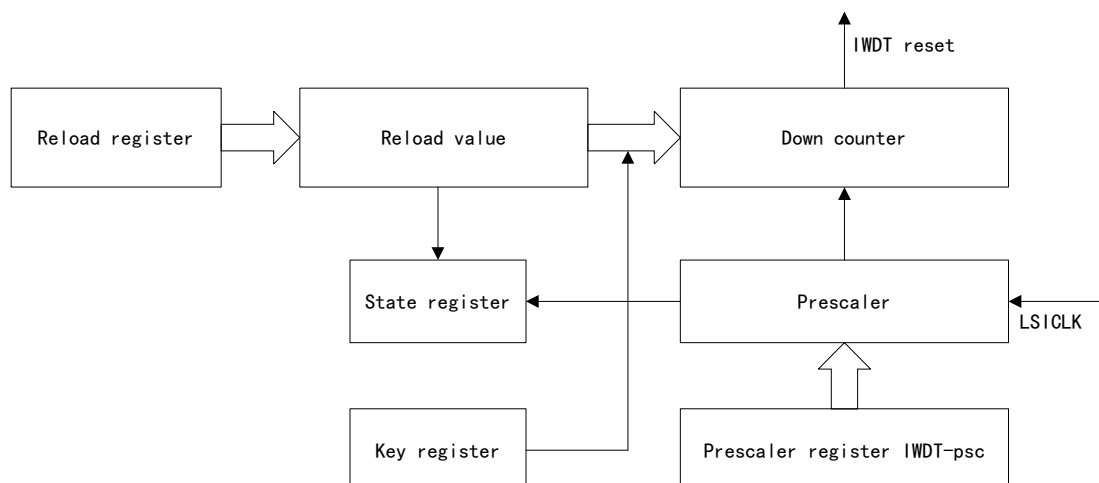 IWDT reset
Reload register
Reload value
Down counter
State register
Prescaler
LSICLK
Key register
Prescaler register IWDT-psc